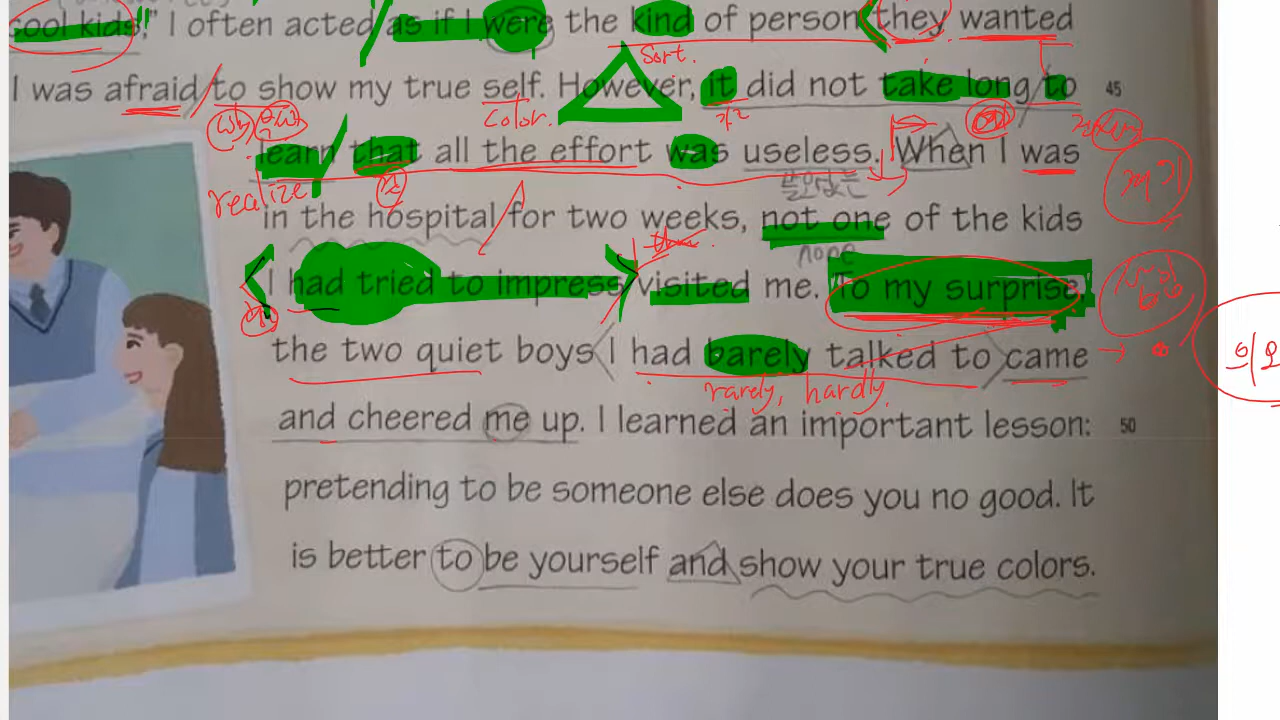 cool kids!" I often acted as if I were the kind of person they wanted
Sort.
I was afraid to show my true self. However, it did not take long to 45
Color.
learn that all the effort was useless. When I was
realize
쓸모없는
in the hospital for two weeks, not one of the kids
none
I had tried to impress visited me. To my surprise,
the two quiet boys I had barely talked to came
rarely, hardly.
and cheered me up. I learned an important lesson: 50
pretending to be someone else does you no good. It
is better to be yourself and show your true colors.